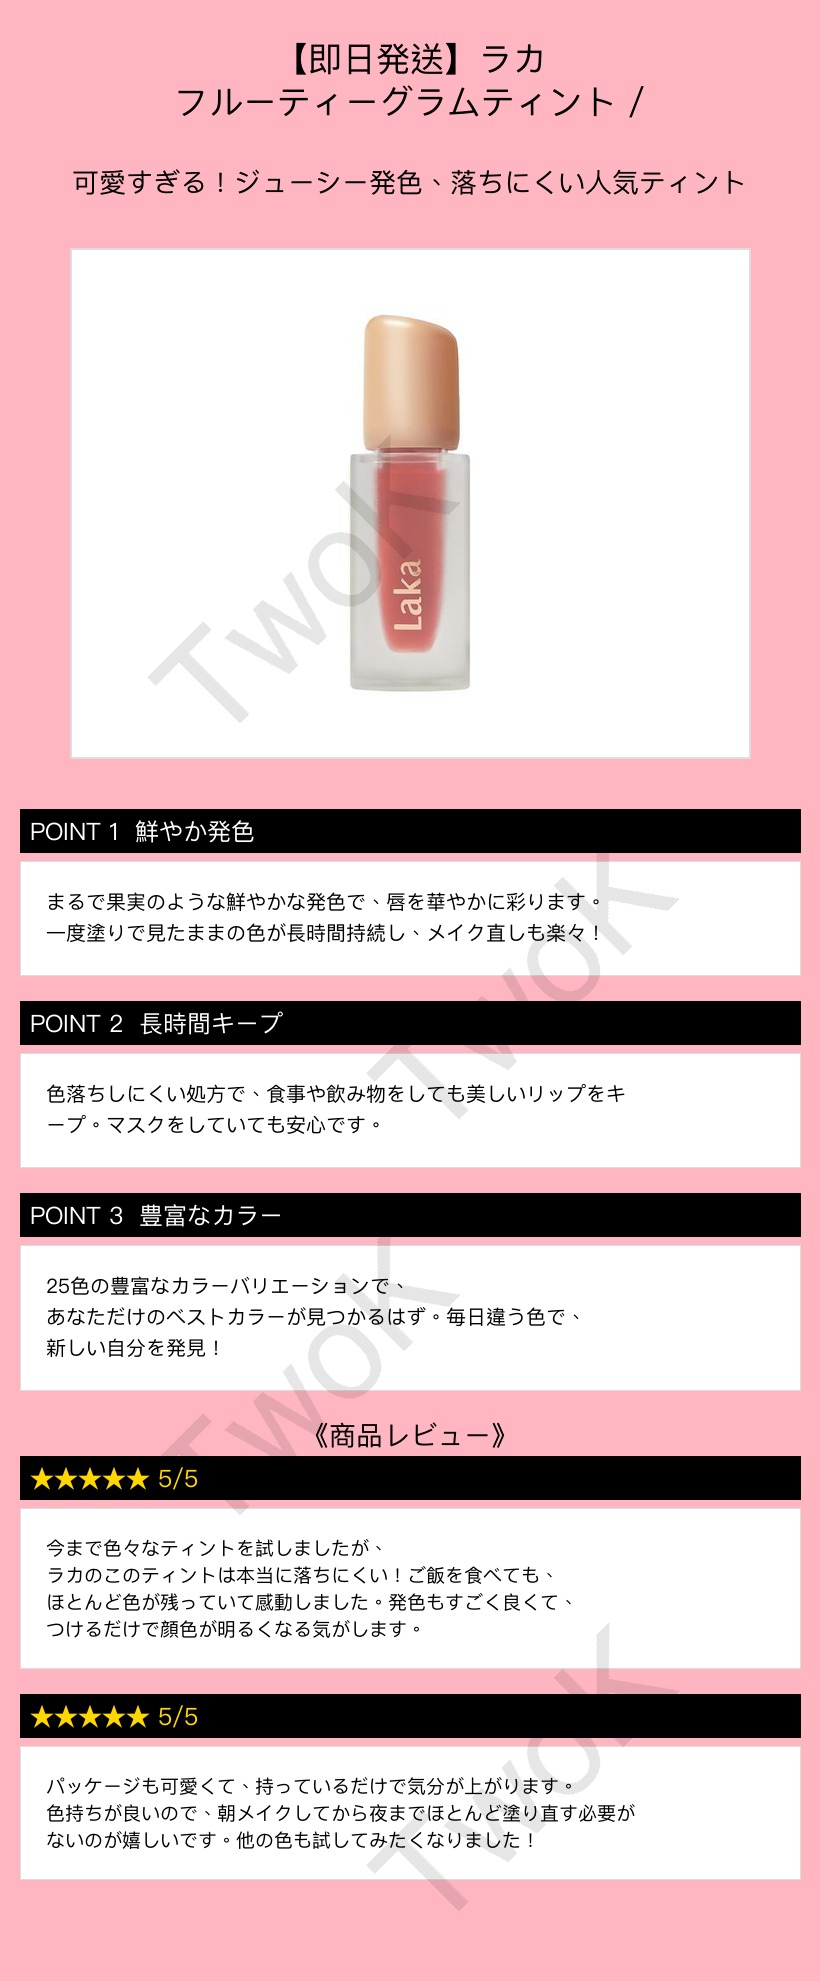 【即日発送】ラカ
フルーティーグラムティント /
可愛すぎる！ジューシー発色、落ちにくい人気ティント
Laka
TwoK
POINT 1 鮮やか発色
まるで果実のような鮮やかな発色で、唇を華やかに彩ります。
一度塗りで見たままの色が長時間持続し、メイク直しも楽々！
TwoK
POINT 2 長時間キープ
色落ちしにくい処方で、食事や飲み物をしても美しいリップをキ
ープ。マスクをしていても安心です。
POINT 3 豊富なカラー
25色の豊富なカラーバリエーションで、
あなただけのベストカラーが見つかるはず。毎日違う色で、
新しい自分を発見！
TwoK
《商品レビュー》
★★★★★ 5/5
今まで色々なティントを試しましたが、
ラカのこのティントは本当に落ちにくい！ご飯を食べても、
ほとんど色が残っていて感動しました。発色もすごく良くて、
つけるだけで顔色が明るくなる気がします。
★★★★★ 5/5
パッケージも可愛くて、持っているだけで気分が上がります。
色持ちが良いので、朝メイクしてから夜までほとんど塗り直す必要が
ないのが嬉しいです。他の色も試してみたくなりました！
TwoK